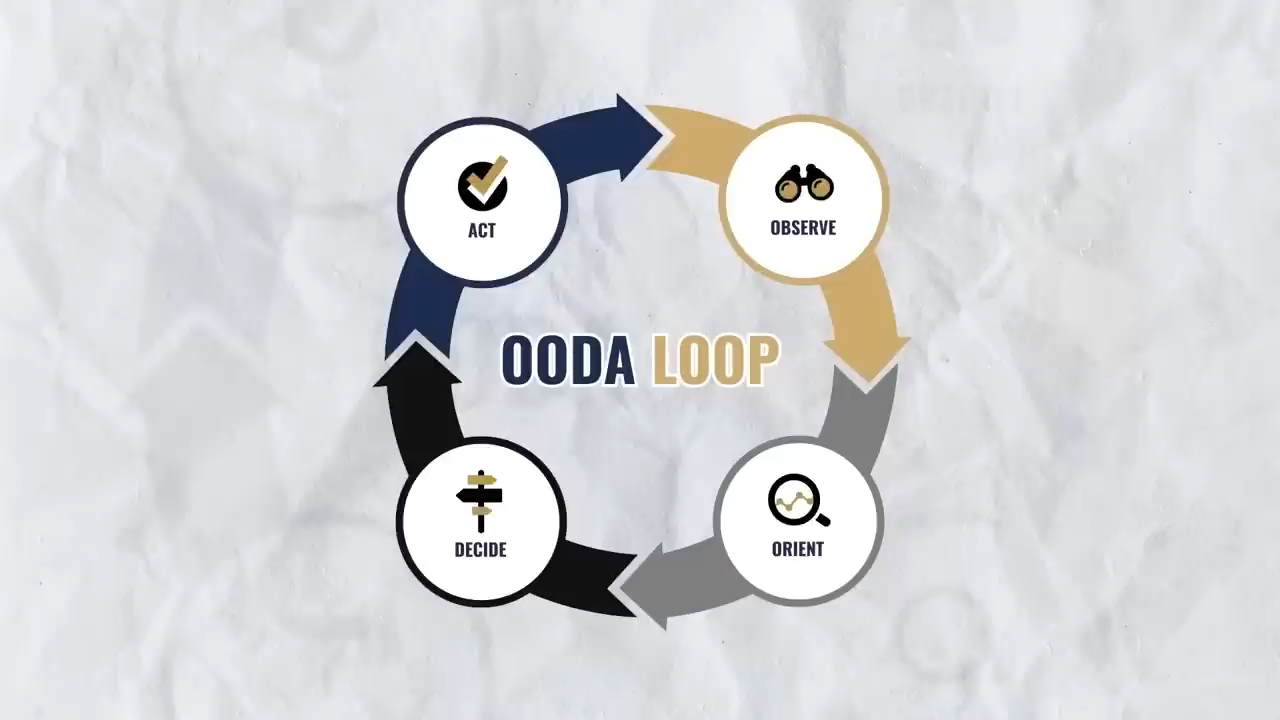 ACT
OBSERVE
OODA LOOP
DECIDE
ORIENT